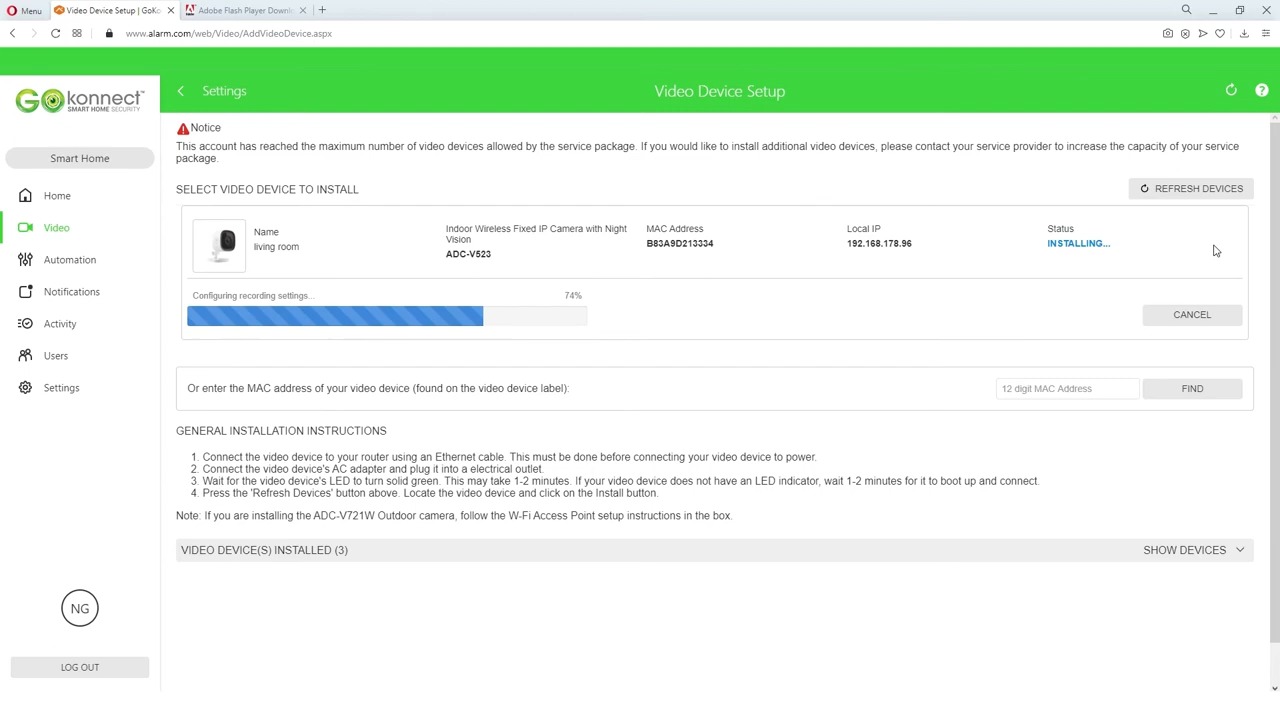 Menu
Video Device Setup | GoKo
Adobe Flash Player Downl
www.alarm.com/web/Video/AddVideoDevice.aspx
GO konnect™
SMART HOME SECURITY
Settings
Video Device Setup
Smart Home
Home
Video
Automation
Notifications
Activity
Users
Settings
NG
LOG OUT
Notice
This account has reached the maximum number of video devices allowed by the service package. If you would like to install additional video devices, please contact your service provider to increase the capacity of your service
package.
SELECT VIDEO DEVICE TO INSTALL
REFRESH DEVICES
Name
living room
Indoor Wireless Fixed IP Camera with Night
Vision
ADC-V523
MAC Address
B83A9D213334
Local IP
192.168.178.96
Status
INSTALLING...
Configuring recording settings...
74%
CANCEL
Or enter the MAC address of your video device (found on the video device label):
12 digit MAC Address
FIND
GENERAL INSTALLATION INSTRUCTIONS
1. Connect the video device to your router using an Ethernet cable. This must be done before connecting your video device to power.
2. Connect the video device's AC adapter and plug it into a electrical outlet.
3. Wait for the video device's LED to turn solid green. This may take 1-2 minutes. If your video device does not have an LED indicator, wait 1-2 minutes for it to boot up and connect.
4. Press the 'Refresh Devices' button above. Locate the video device and click on the Install button.
Note: If you are installing the ADC-V721W Outdoor camera, follow the W-Fi Access Point setup instructions in the box.
VIDEO DEVICE(S) INSTALLED (3)
SHOW DEVICES